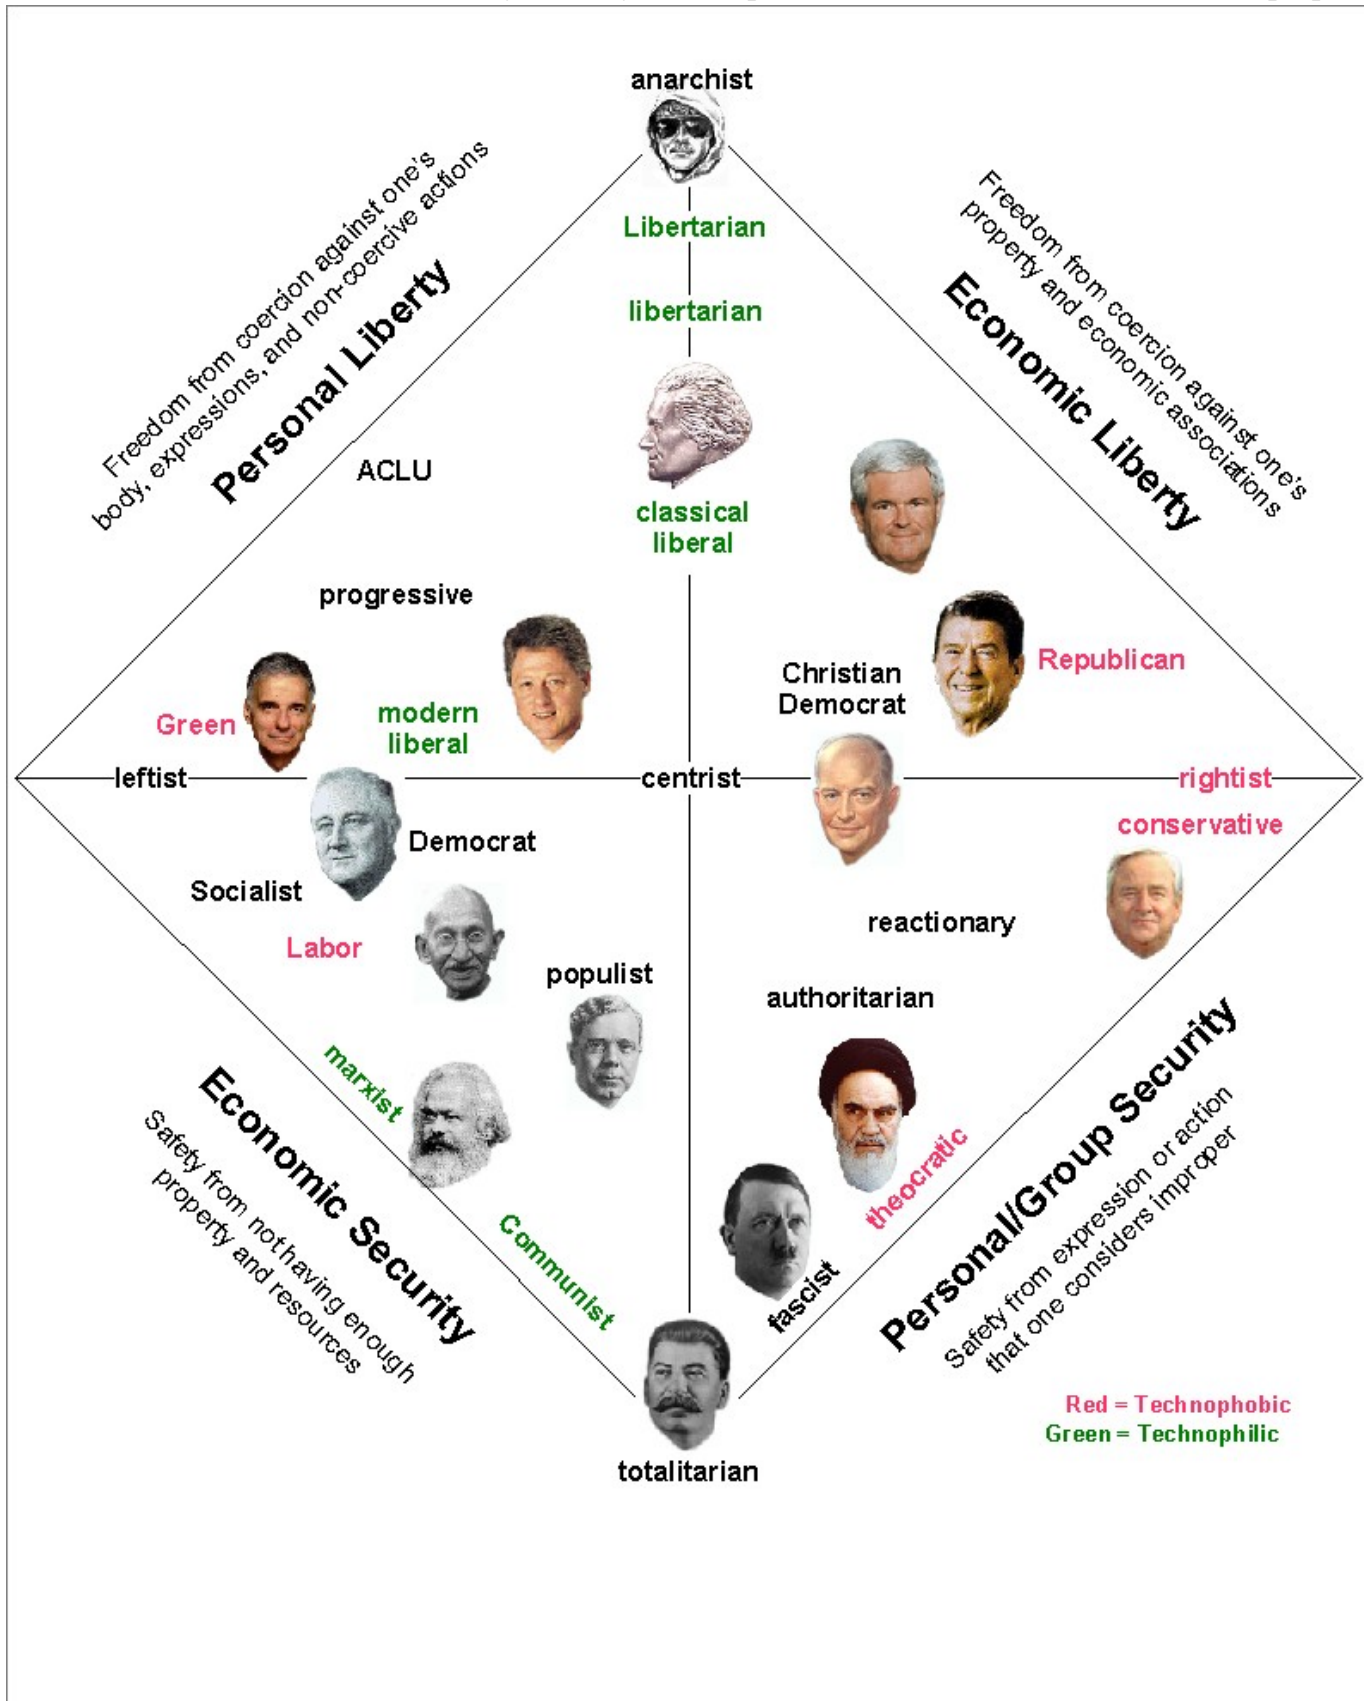 anarchist
Freedom from coercion against one's
body, expressions, and non-coercive actions
Personal Liberty
Freedom from coercion against one's
property and economic associations
Economic Liberty
Libertarian
libertarian
ACLU
classical
liberal
progressive
Christian
Democrat
Republican
Green
modern
liberal
leftist
centrist
rightist
conservative
Democrat
Socialist
reactionary
Labor
populist
authoritarian
marxist
Economic Security
Safety from not having enough
property and resources
theocratic
Personal/Group Security
Safety from expression or action
that one considers improper
Communist
fascist
totalitarian
Red = Technophobic
Green = Technophilic